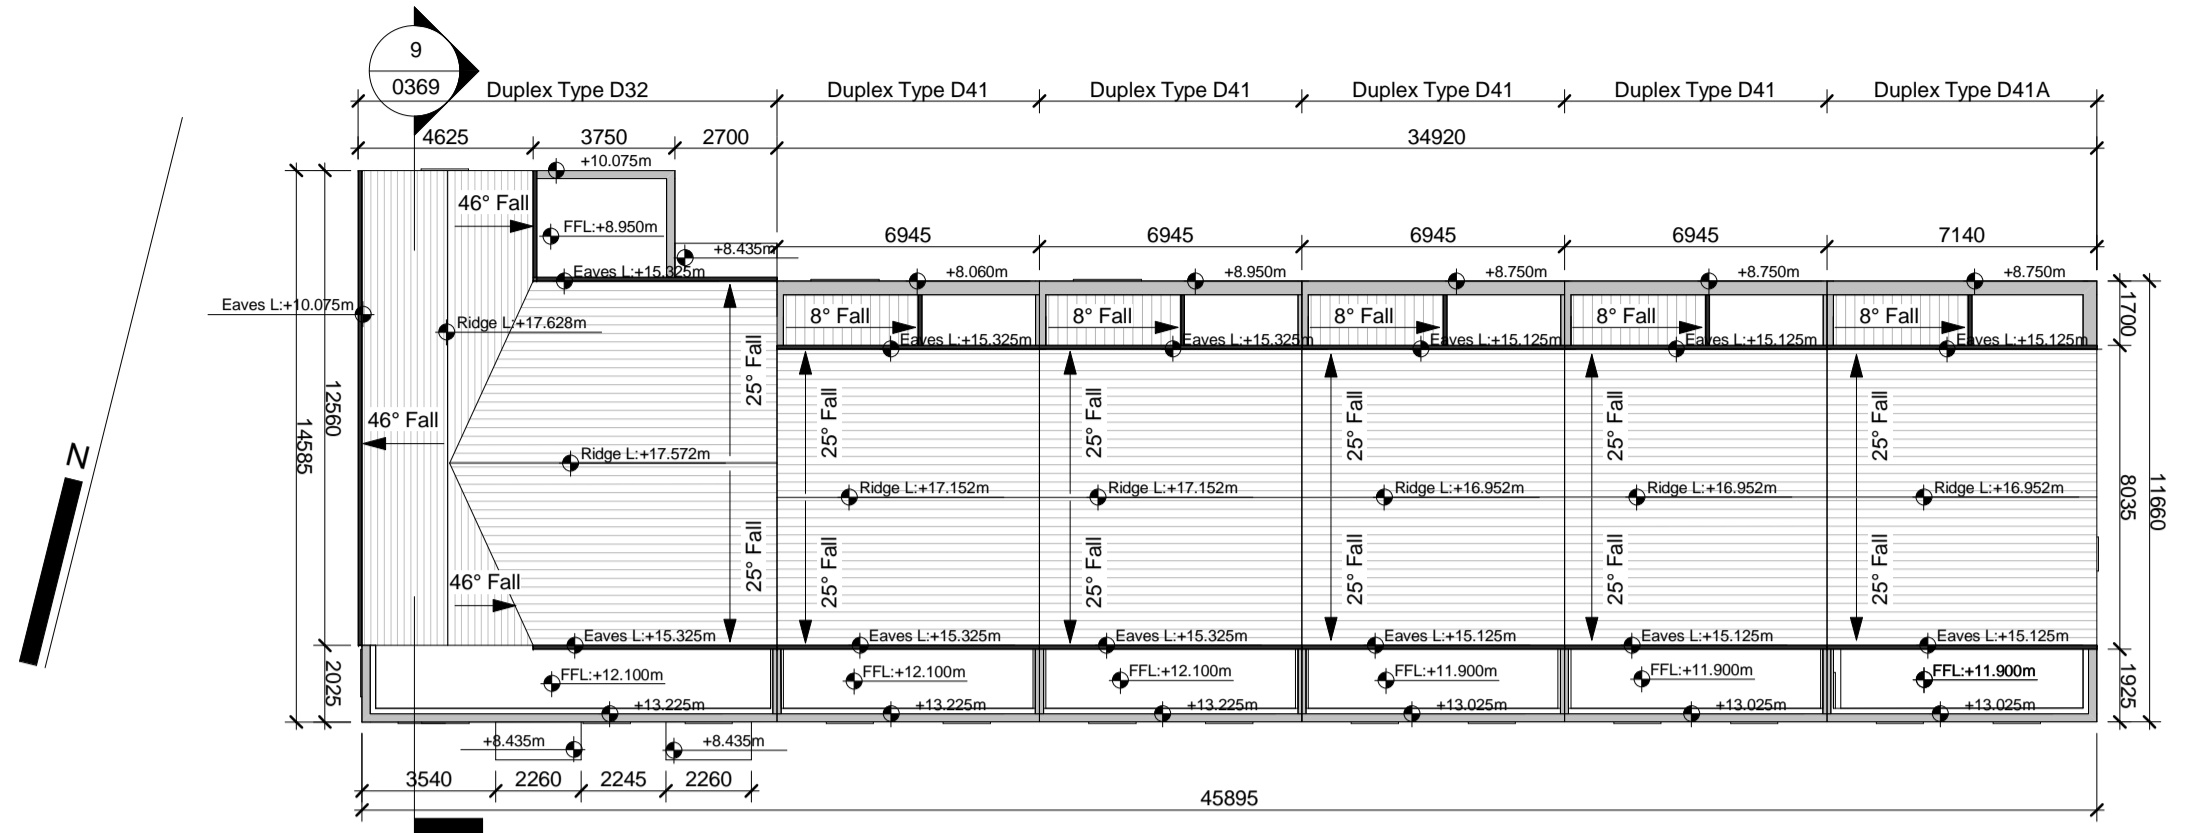 9
0369
Duplex Type D32
Duplex Type D41
Duplex Type D41
Duplex Type D41
Duplex Type D41
Duplex Type D41A
4625
3750
2700
34920
+10.075m
46° Fall
FFL:+8.950m
+8.435m
6945
6945
6945
6945
7140
Eaves L:+15.325m
+8.060m
+8.950m
+8.750m
+8.750m
+8.750m
Eaves L:+10.075m
Ridge L:+17.628m
8° Fall
8° Fall
8° Fall
8° Fall
8° Fall
1700
Eaves L:+15.325m
Eaves L:+15.325m
Eaves L:+15.125m
Eaves L:+15.125m
Eaves L:+15.125m
25° Fall
25° Fall
25° Fall
25° Fall
25° Fall
25° Fall
12560
14585
46° Fall
N
Ridge L:+17.572m
Ridge L:+17.152m
Ridge L:+17.152m
Ridge L:+16.952m
Ridge L:+16.952m
Ridge L:+16.952m
8035
11660
46° Fall
25° Fall
25° Fall
25° Fall
25° Fall
25° Fall
25° Fall
Eaves L:+15.325m
Eaves L:+15.325m
Eaves L:+15.325m
Eaves L:+15.125m
Eaves L:+15.125m
Eaves L:+15.125m
2025
FFL:+12.100m
FFL:+12.100m
FFL:+12.100m
FFL:+11.900m
FFL:+11.900m
FFL:+11.900m
1925
+13.225m
+13.225m
+13.225m
+13.025m
+13.025m
+13.025m
+8.435m
+8.435m
3540
2260
2245
2260
45895